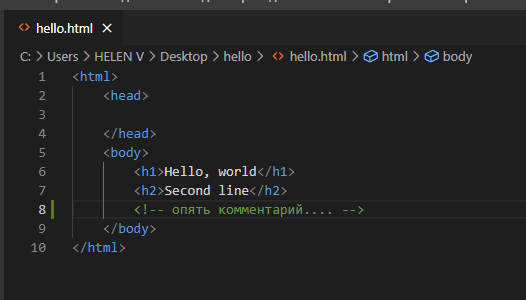 hello.html
C: > Users > HELEN V > Desktop > hello > hello.html > html > body
1 <html>
2 <head>
3
4 </head>
5 <body>
6 <h1>Hello, world</h1>
7 <h2>Second line</h2>
8 <!-- опять комментарий.... -->
9 </body>
10 </html>